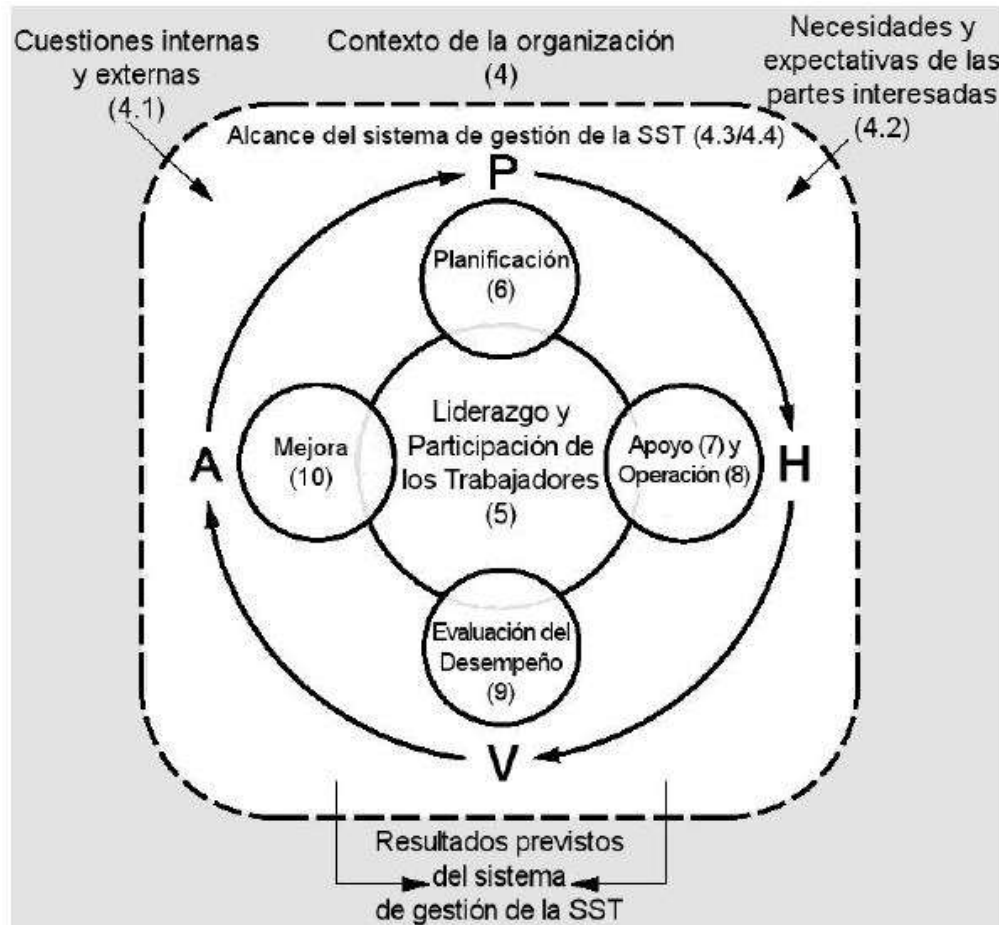 Cuestiones internas
y externas
(4.1)
Contexto de la organización
(4)
Necesidades y
expectativas de las
partes interesadas
(4.2)
Alcance del sistema de gestión de la SST (4.3/4.4)
P
Planificación
(6)
A
Mejora
(10)
Liderazgo y
Participación de
los Trabajadores
(5)
Apoyo (7) y
Operación (8)
H
Evaluación del
Desempeño
(9)
V
Resultados previstos
del sistema
de gestión de la SST